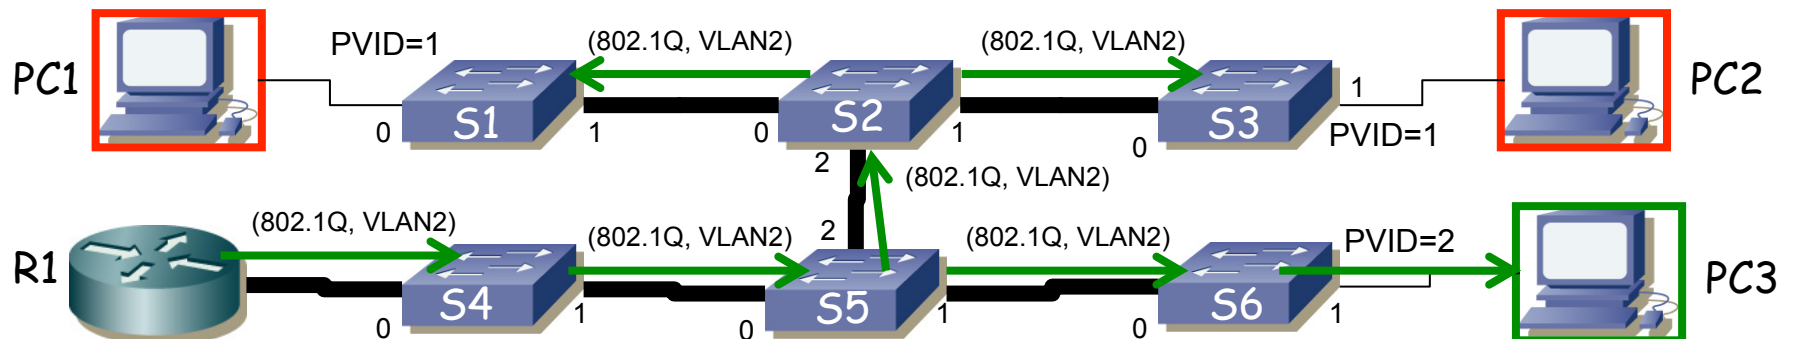 PC1
PVID=1
(802.1Q, VLAN2)
(802.1Q, VLAN2)
PC2
S1
S2
S3
0
1
0
1
0
1
PVID=1
2
(802.1Q, VLAN2)
R1
(802.1Q, VLAN2)
(802.1Q, VLAN2)
2
(802.1Q, VLAN2)
PVID=2
PC3
S4
S5
S6
0
1
0
1
0
1